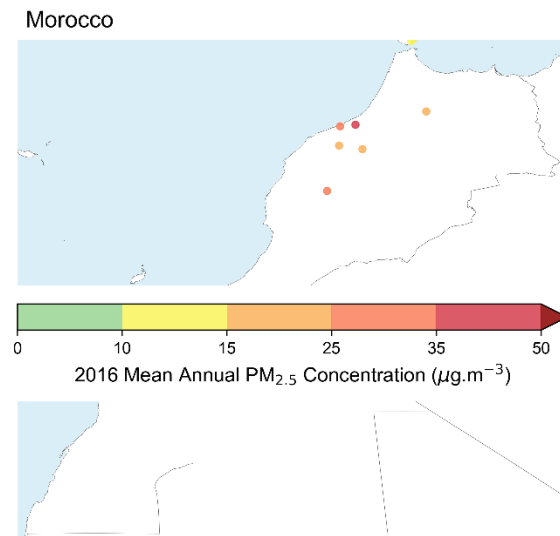 Morocco
0 10 15 25 35 50
2016 Mean Annual PM₂.₅ Concentration (μg.m⁻³)